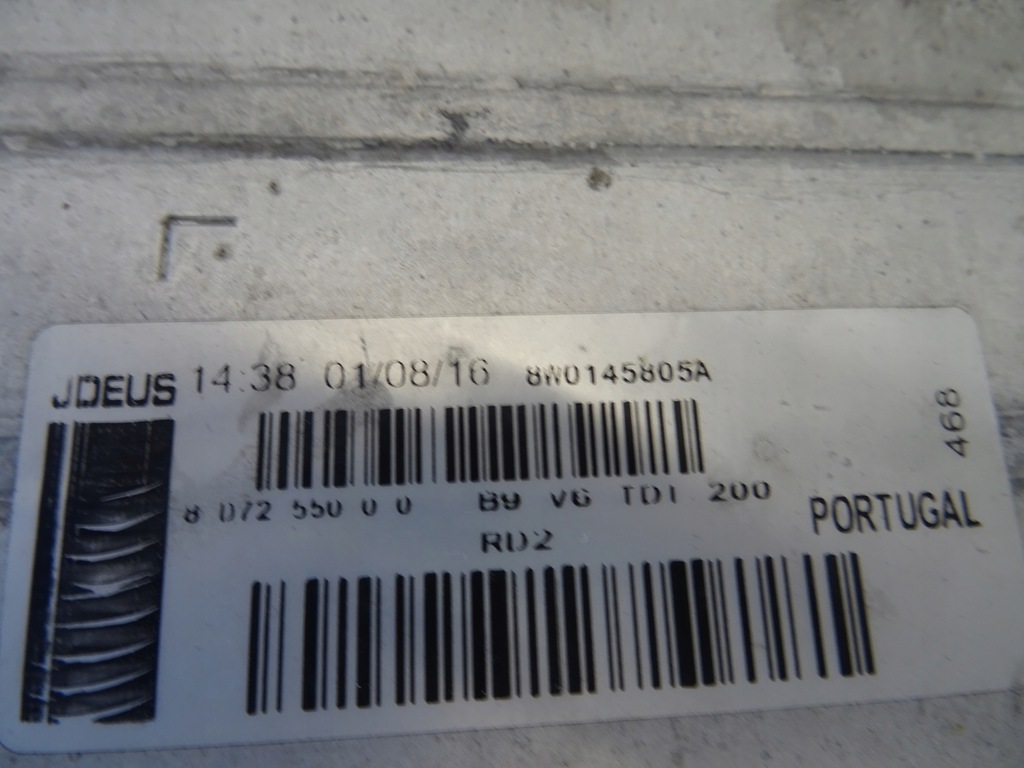 JDEUS 14:38 01/08/16 8W0145805A
468
8 072 550 0 0 B9 V6 TDI 200
RD2
PORTUGAL